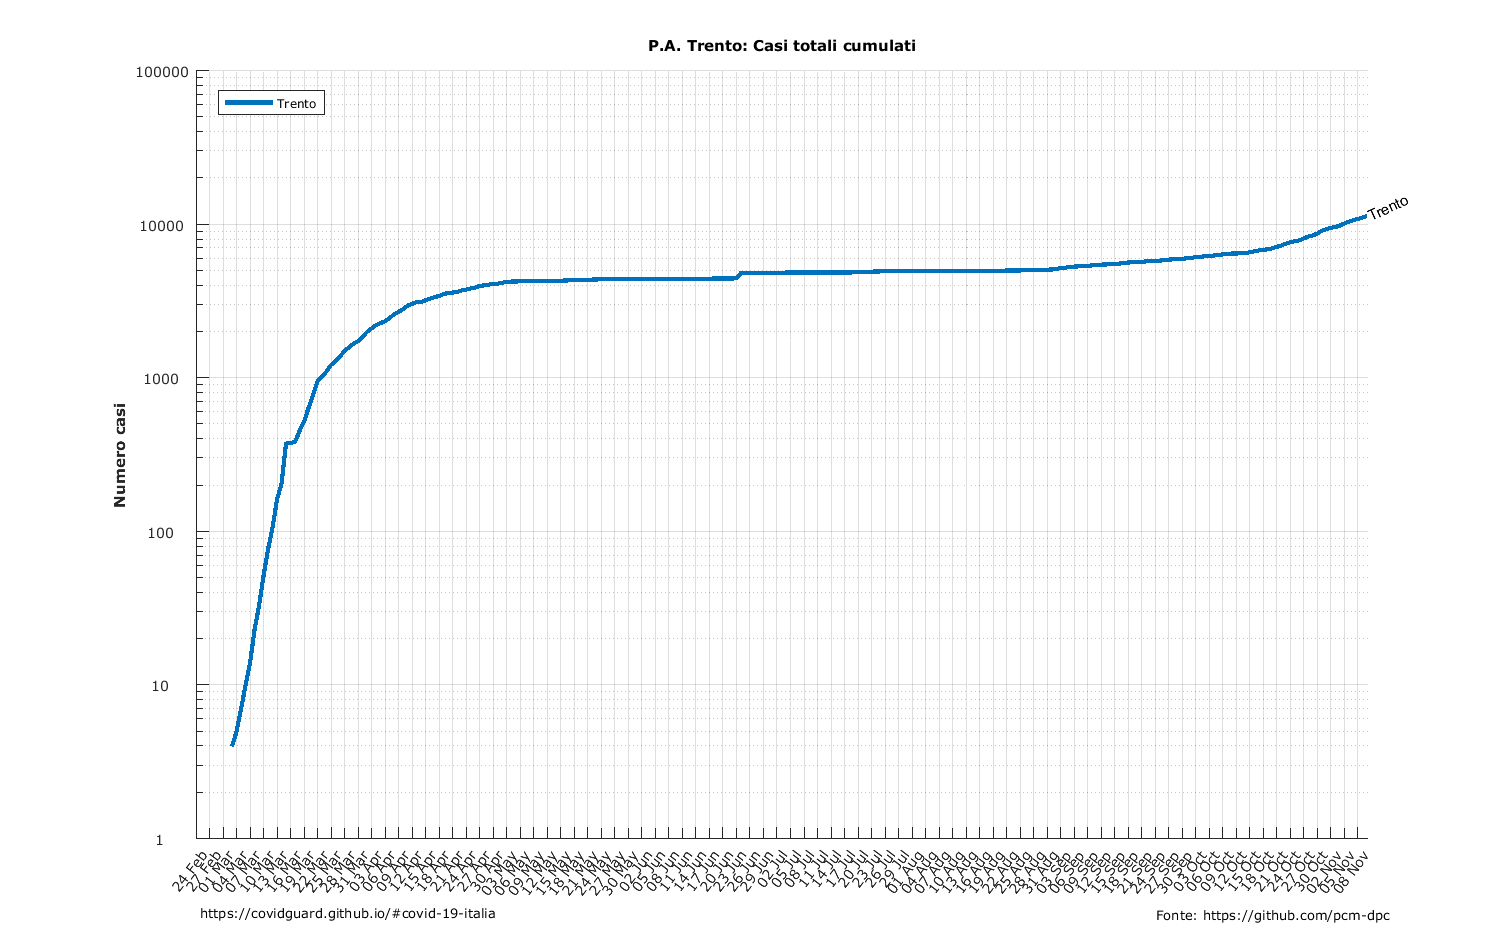 P.A. Trento: Casi totali cumulati
100000
10000
1000
100
10
1
Numero casi
Trento
Trento
24 Feb
27 Feb
01 Mar
04 Mar
07 Mar
10 Mar
13 Mar
16 Mar
19 Mar
22 Mar
25 Mar
28 Mar
31 Mar
03 Apr
06 Apr
09 Apr
12 Apr
15 Apr
18 Apr
21 Apr
24 Apr
27 Apr
30 Apr
03 May
06 May
09 May
12 May
15 May
18 May
21 May
24 May
27 May
30 May
02 Jun
05 Jun
08 Jun
11 Jun
14 Jun
17 Jun
20 Jun
23 Jun
26 Jun
29 Jun
02 Jul
05 Jul
08 Jul
11 Jul
14 Jul
17 Jul
20 Jul
23 Jul
26 Jul
29 Jul
01 Aug
04 Aug
07 Aug
10 Aug
13 Aug
16 Aug
19 Aug
22 Aug
25 Aug
28 Aug
31 Aug
03 Sep
06 Sep
09 Sep
12 Sep
15 Sep
18 Sep
21 Sep
24 Sep
27 Sep
30 Sep
03 Oct
06 Oct
09 Oct
12 Oct
15 Oct
18 Oct
21 Oct
24 Oct
27 Oct
30 Oct
02 Nov
05 Nov
08 Nov
https://covidguard.github.io/#covid-19-italia
Fonte: https://github.com/pcm-dpc